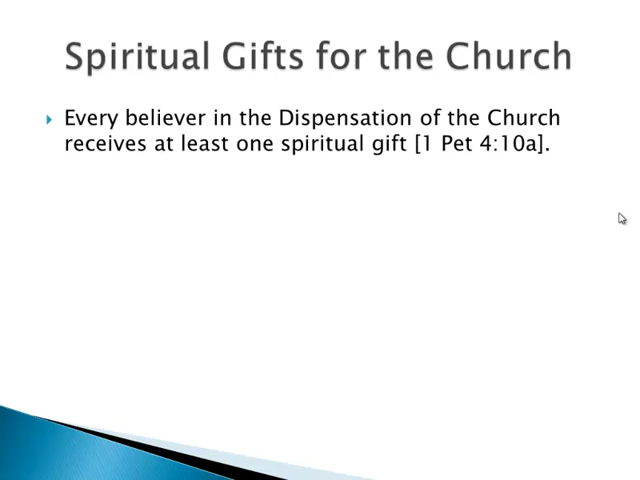 Spiritual Gifts for the Church
Every believer in the Dispensation of the Church
receives at least one spiritual gift [1 Pet 4:10a].